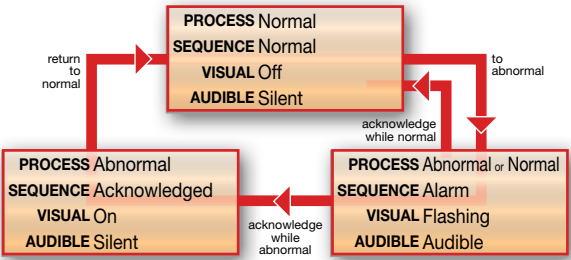 PROCESS Normal
SEQUENCE Normal
VISUAL Off
AUDIBLE Silent
return
to
normal
to
abnormal
acknowledge
while normal
PROCESS Abnormal
SEQUENCE Acknowledged
VISUAL On
AUDIBLE Silent
acknowledge
while
abnormal
PROCESS Abnormal or Normal
SEQUENCE Alarm
VISUAL Flashing
AUDIBLE Audible